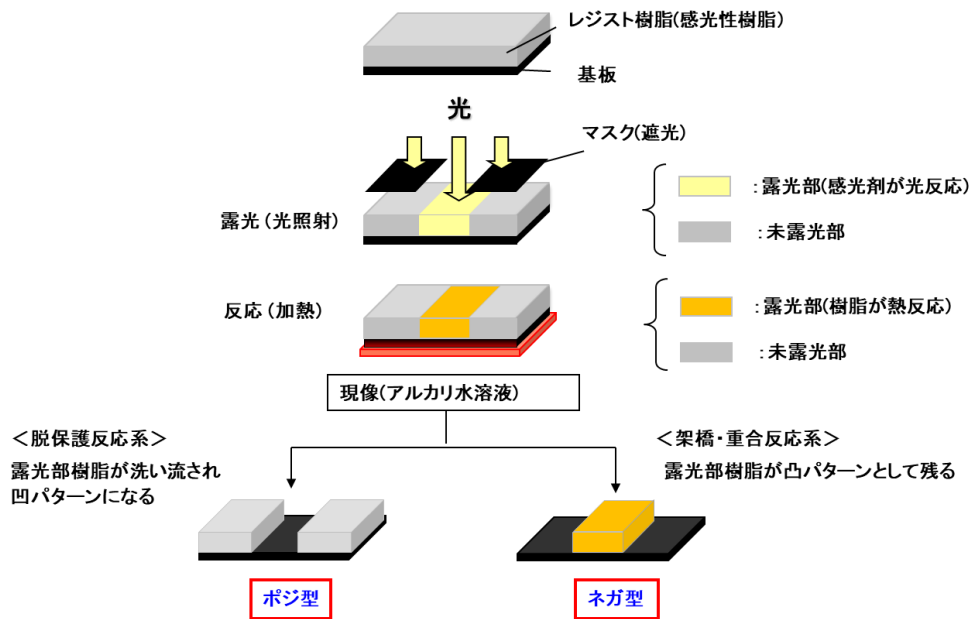 レジスト樹脂(感光性樹脂)
基板
光
マスク(遮光)
露光（光照射）
：露光部(感光剤が光反応)
：未露光部
反応（加熱）
：露光部(樹脂が熱反応)
：未露光部
現像(アルカリ水溶液)
＜脱保護反応系＞
露光部樹脂が洗い流され
凹パターンになる
＜架橋・重合反応系＞
露光部樹脂が凸パターンとして残る
ポジ型
ネガ型